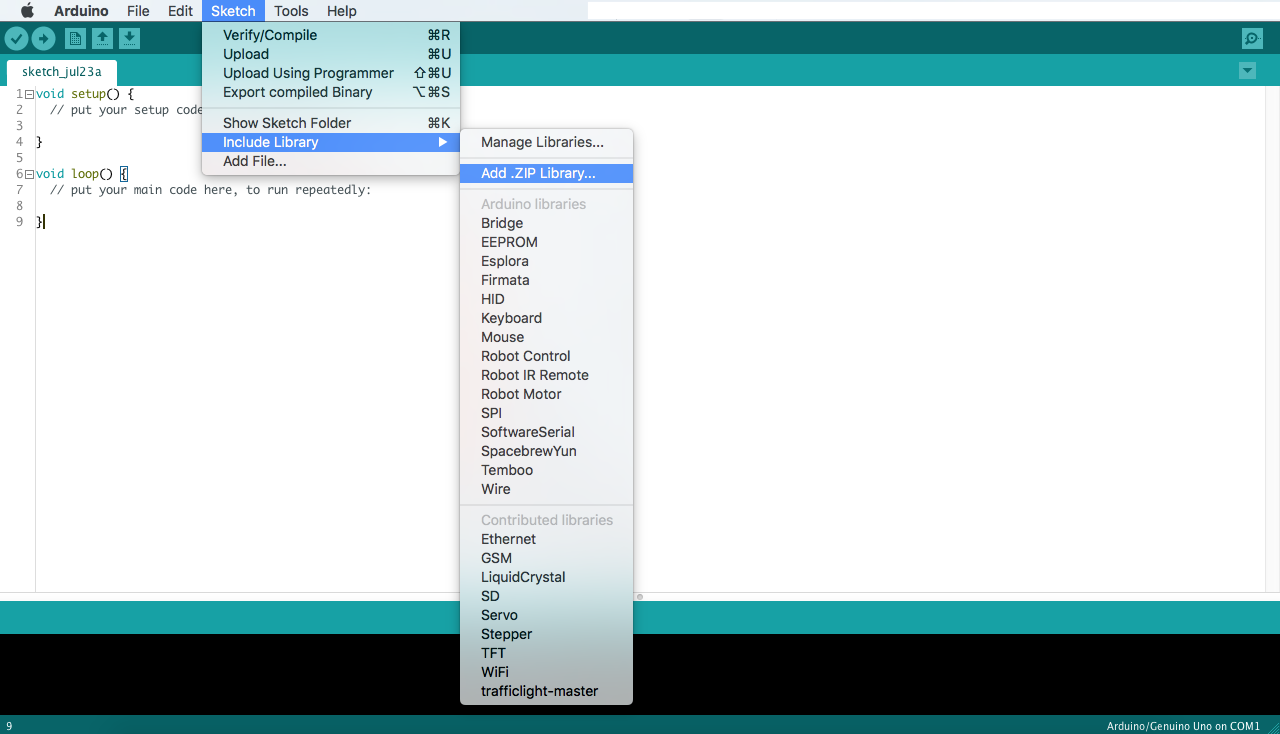 Arduino File Edit Sketch Tools Help
sketch_jul23a
Verify/Compile ⌘R
Upload ⌘U
Upload Using Programmer ⇧⌘U
Export compiled Binary ⌥⌘S
Show Sketch Folder ⌘K
Include Library ▶
Add File...
Manage Libraries...
Add .ZIP Library...
Arduino libraries
Bridge
EEPROM
Esplora
Firmata
HID
Keyboard
Mouse
Robot Control
Robot IR Remote
Robot Motor
SPI
SoftwareSerial
SpacebrewYun
Temboo
Wire
Contributed libraries
Ethernet
GSM
LiquidCrystal
SD
Servo
Stepper
TFT
WiFi
trafficlight-master
1 void setup() {
2 // put your setup code
3
4 }
5
6 void loop() {
7 // put your main code here, to run repeatedly:
8
9 }
9 Arduino/Genuino Uno on COM1